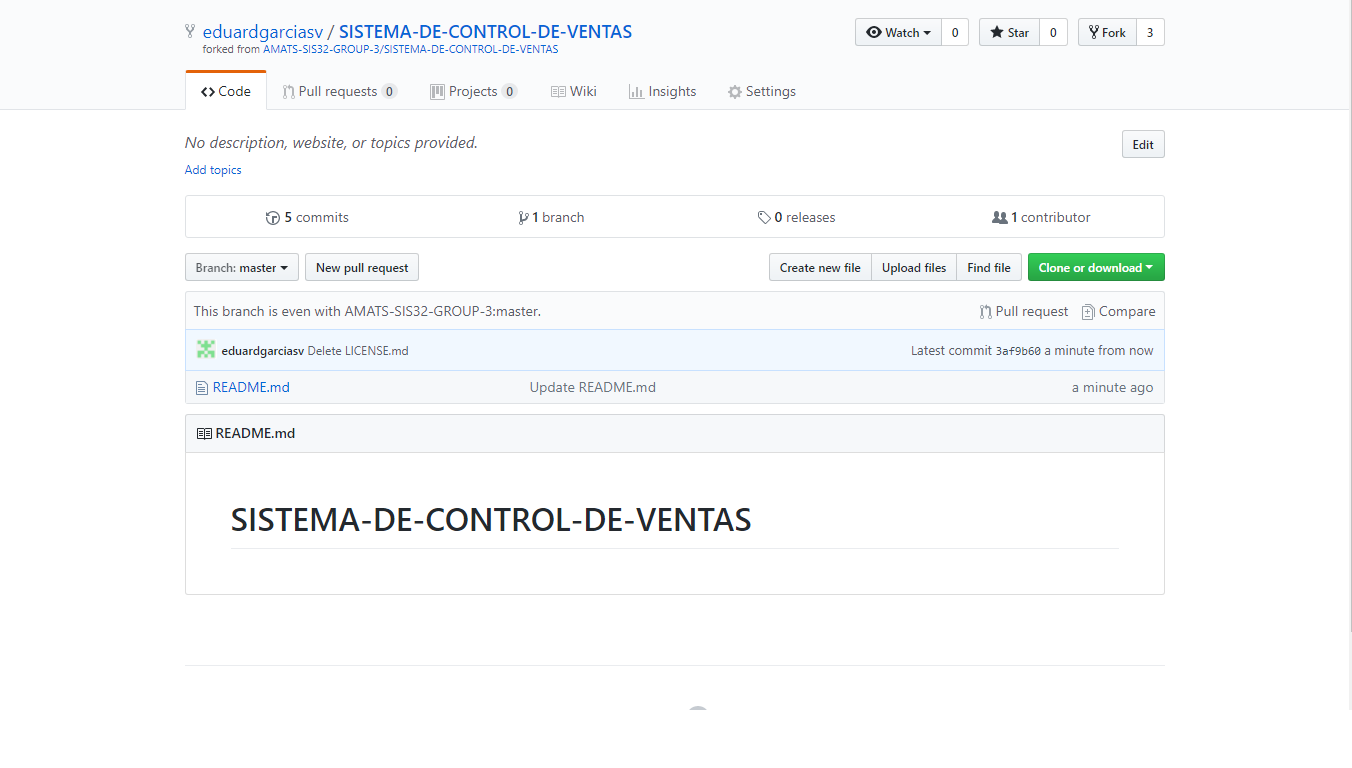 eduardgarciasv / SISTEMA-DE-CONTROL-DE-VENTAS
Watch 0 Star 0 Fork 3
forked from AMATS-SIS32-GROUP-3/SISTEMA-DE-CONTROL-DE-VENTAS
Code Pull requests 0 Projects 0 Wiki Insights Settings
No description, website, or topics provided.
Edit
Add topics
5 commits 1 branch 0 releases 1 contributor
Branch: master New pull request Create new file Upload files Find file Clone or download
This branch is even with AMATS-SIS32-GROUP-3:master. Pull request Compare
eduardgarciasv Delete LICENSE.md Latest commit 3af9b60 a minute from now
README.md Update README.md a minute ago
README.md
SISTEMA-DE-CONTROL-DE-VENTAS